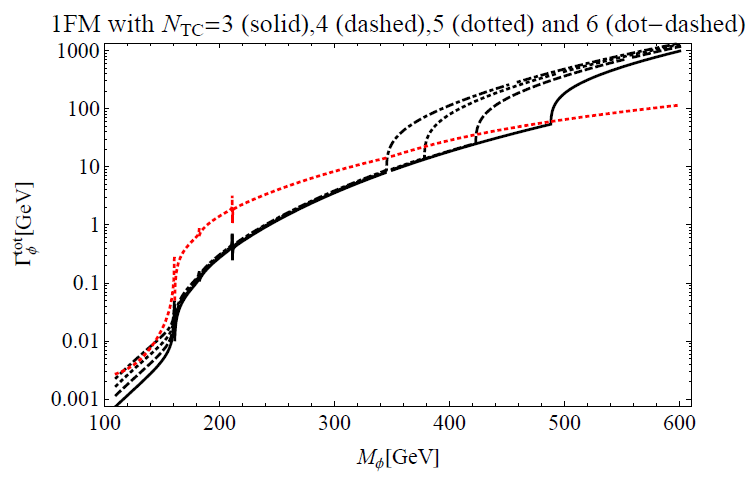 1FM with N_TC=3 (solid),4 (dashed),5 (dotted) and 6 (dot−dashed)
1000
100
10
1
0.1
0.01
0.001
Γ_ϕ^tot[GeV]
100 200 300 400 500 600
M_ϕ[GeV]